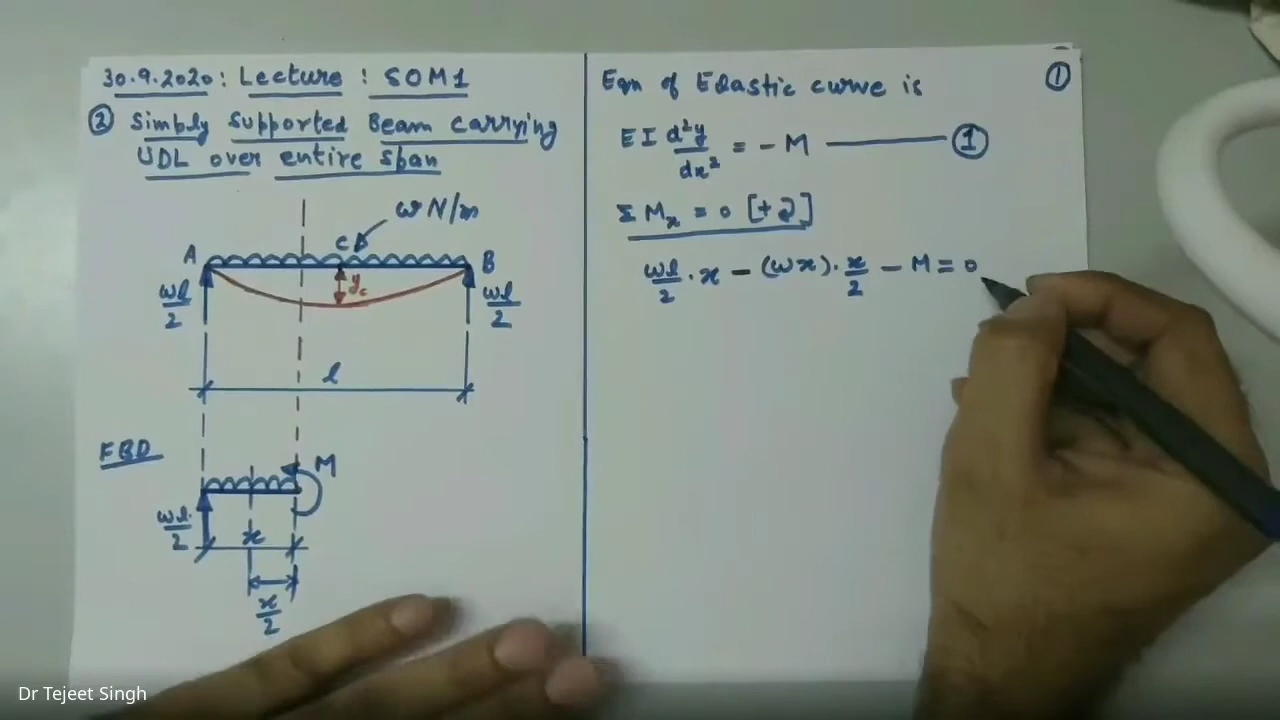 30.9.2020 : Lecture : SOM1
② Simply Supported Beam carrying
UDL over entire span
w N/m
A C B
y_c
wl/2 wl/2
l
FBD
M
wl/2
x
x/2
①
Eqn of Elastic curve is
EI d²y/dx² = - M ——— ①
Σ Mₓ = 0 [+↻]
wl/2 · x - (wx) · x/2 - M = 0
Dr Tejeet Singh